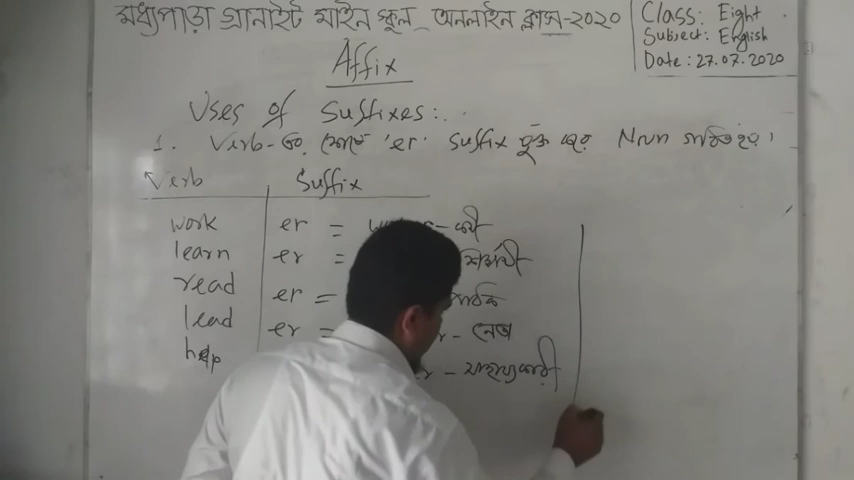 মধ্যপাড়া গ্রানাইট মাইন স্কুল অনলাইন ক্লাস-২০২০
Class: Eight
Subject: English
Date: 27.07.2020
Affix
Uses of Suffixes:
1. Verb-এর শেষে 'er' suffix যুক্ত হয়ে Noun গঠিত হয়।
Verb Suffix
work er = - কর্মী
learn er = শিক্ষার্থী
read er = পাঠক
lead er = - নেতা
help er - সাহায্যকারী